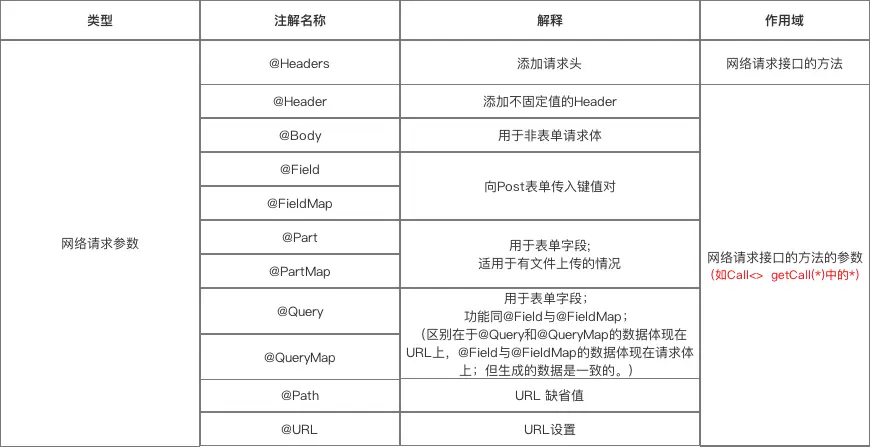 类型
注解名称
解释
作用域
网络请求参数
@Headers
添加请求头
网络请求接口的方法
@Header
添加不固定值的Header
@Body
用于非表单请求体
@Field
@FieldMap
向Post表单传入键值对
@Part
@PartMap
用于表单字段;
适用于有文件上传的情况
@Query
@QueryMap
用于表单字段；
功能同@Field与@FieldMap；
（区别在于@Query和@QueryMap的数据体现在
URL上，@Field与@FieldMap的数据体现在请求体
上；但生成的数据是一致的。）
@Path
URL 缺省值
@URL
URL设置
网络请求接口的方法的参数
(如Call<> getCall(*)中的*)